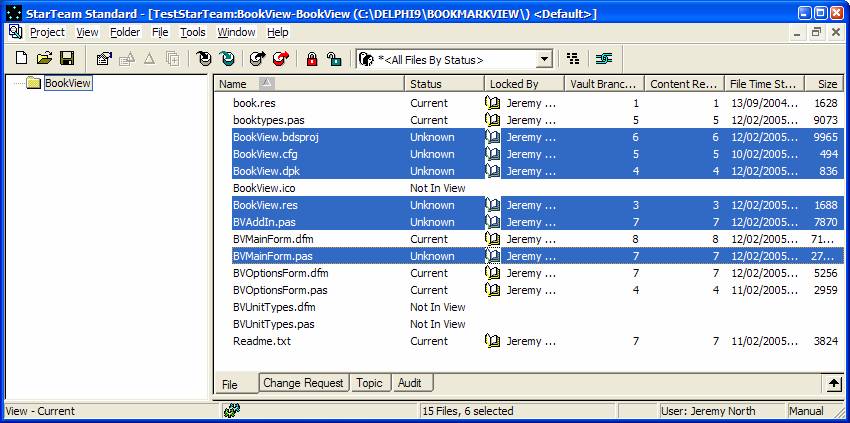 StarTeam Standard - [TestStarTeam:BookView-BookView (C:\DELPHI9\BOOKMARKVIEW\) <Default>]
Project View Folder File Tools Window Help
*<All Files By Status>
BookView
Name Status Locked By Vault Branc... Content Re... File Time St... Size
book.res Current Jeremy ... 1 1 13/09/2004... 1628
booktypes.pas Current Jeremy ... 5 5 12/02/2005... 9073
BookView.bdsproj Unknown Jeremy ... 6 6 12/02/2005... 9965
BookView.cfg Unknown Jeremy ... 5 5 10/02/2005... 494
BookView.dpk Unknown Jeremy ... 4 4 12/02/2005... 836
BookView.ico Not In View
BookView.res Unknown Jeremy ... 3 3 12/02/2005... 1688
BVAddIn.pas Unknown Jeremy ... 7 7 12/02/2005... 7870
BVMainForm.dfm Current Jeremy ... 8 8 12/02/2005... 71...
BVMainForm.pas Unknown Jeremy ... 7 7 12/02/2005... 27...
BVOptionsForm.dfm Current Jeremy ... 7 7 12/02/2005... 5256
BVOptionsForm.pas Current Jeremy ... 4 4 11/02/2005... 2959
BVUnitTypes.dfm Not In View
BVUnitTypes.pas Not In View
Readme.txt Current Jeremy ... 7 7 11/02/2005... 3824
File Change Request Topic Audit
View - Current 15 Files, 6 selected User: Jeremy North Manual